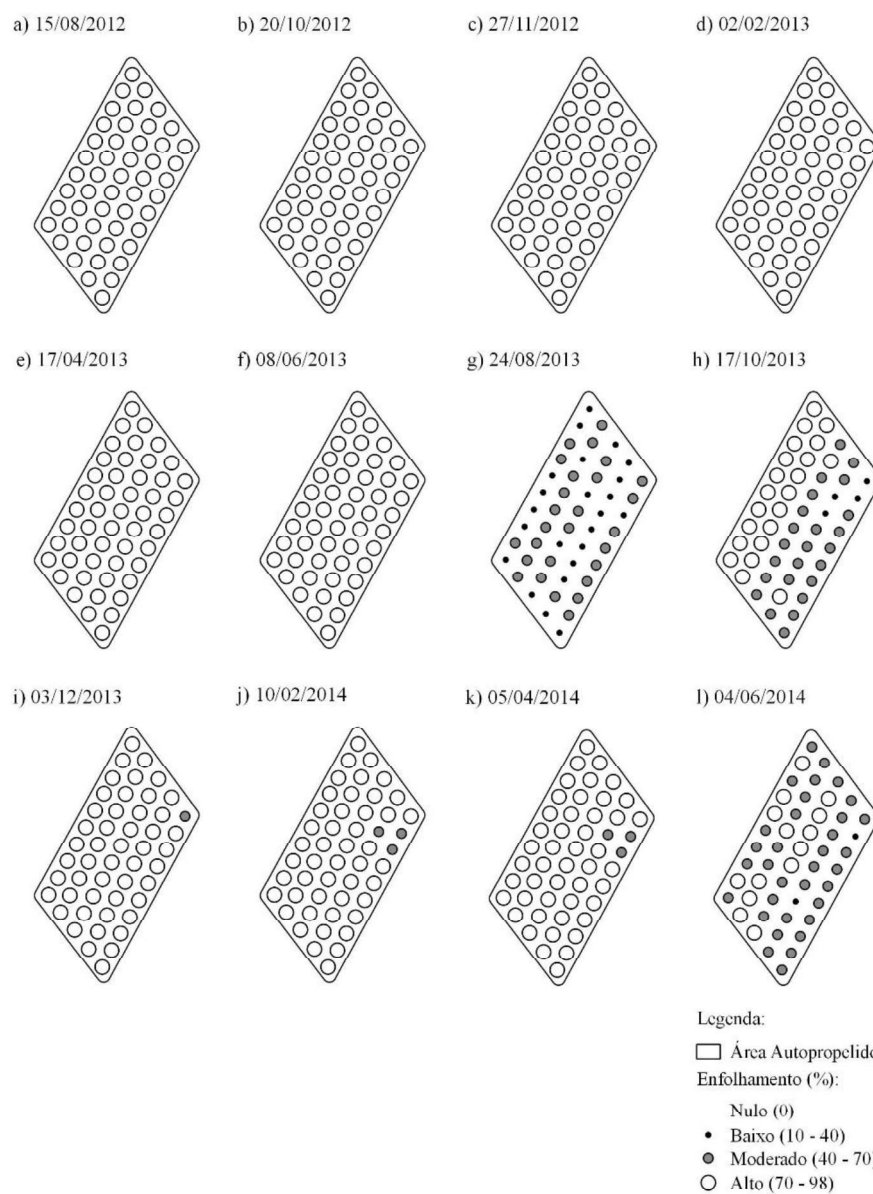 a) 15/08/2012
b) 20/10/2012
c) 27/11/2012
d) 02/02/2013
e) 17/04/2013
f) 08/06/2013
g) 24/08/2013
h) 17/10/2013
i) 03/12/2013
j) 10/02/2014
k) 05/04/2014
l) 04/06/2014
Legenda:
Área Autopropelido
Enfolhamento (%):
Nulo (0)
Baixo (10 - 40)
Moderado (40 - 70)
Alto (70 - 98)